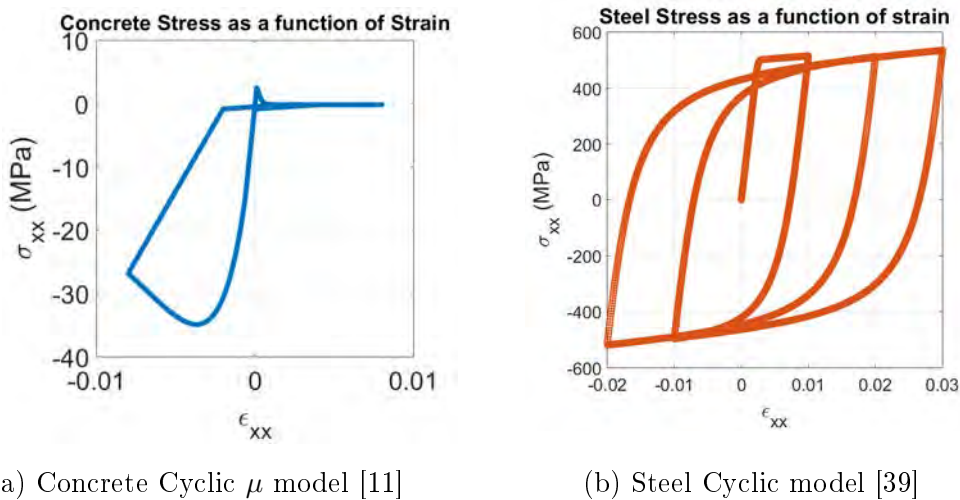 Concrete Stress as a function of Strain
10
0
-10
-20
-30
-40
σxx (MPa)
-0.01
0
0.01
ϵxx
a) Concrete Cyclic μ model [11]
Steel Stress as a function of strain
600
400
200
0
-200
-400
-600
σxx (MPa)
-0.02
-0.01
0
0.01
0.02
0.03
ϵxx
(b) Steel Cyclic model [39]